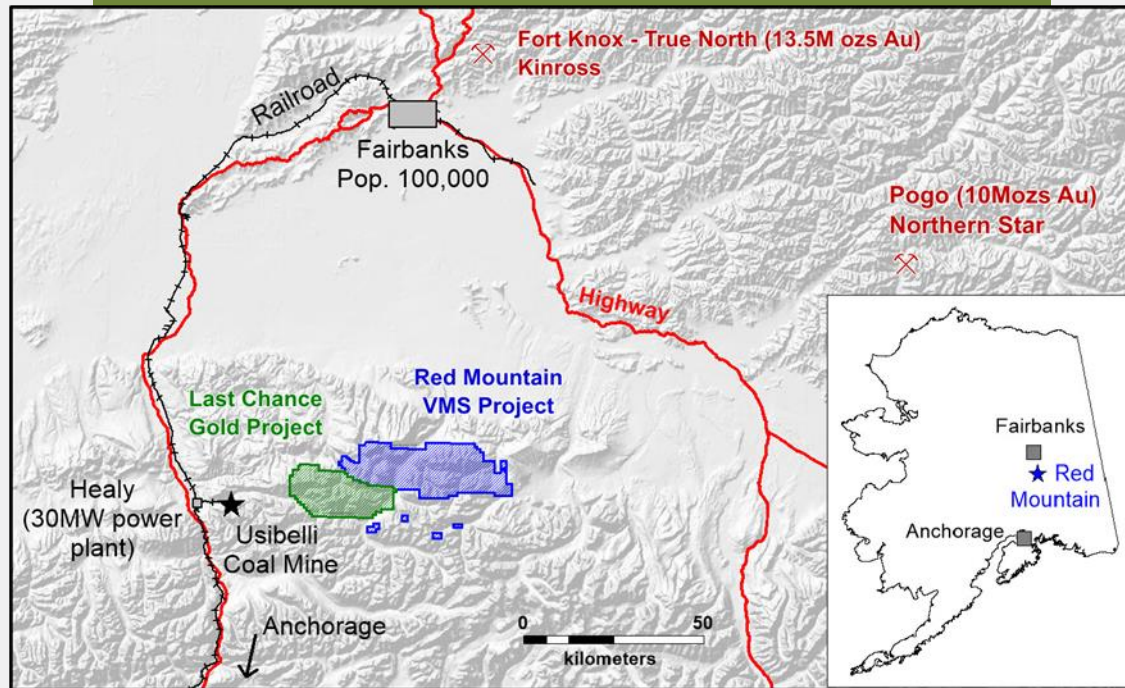 Fort Knox - True North (13.5M ozs Au)
Kinross
Railroad
Fairbanks
Pop. 100,000
Pogo (10Mozs Au)
Northern Star
Highway
Red Mountain
VMS Project
Last Chance
Gold Project
Healy
(30MW power
plant)
Usibelli
Coal Mine
Anchorage
0 50
kilometers
Fairbanks
Red
Mountain
Anchorage